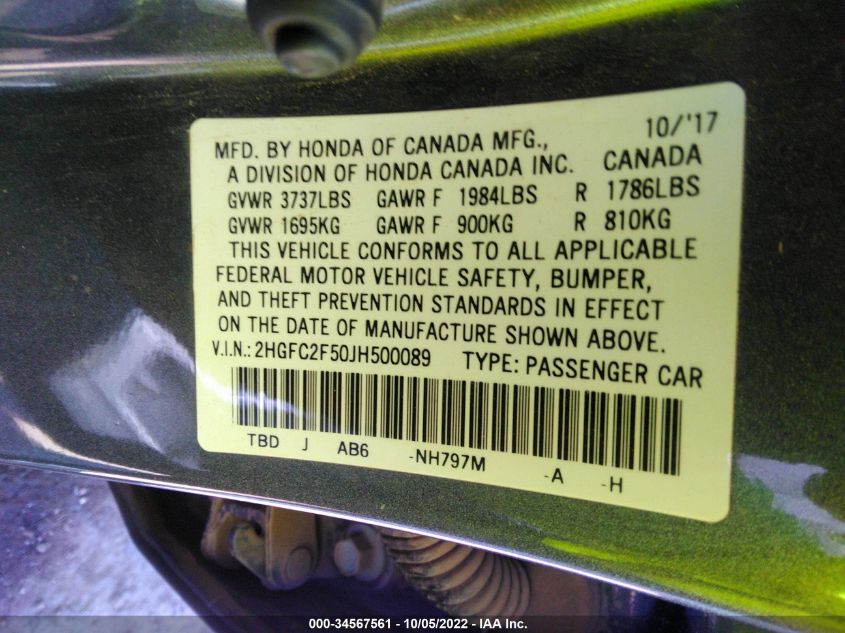 10/'17
MFD. BY HONDA OF CANADA MFG.,
A DIVISION OF HONDA CANADA INC. CANADA
GVWR 3737LBS GAWR F 1984LBS R 1786LBS
GVWR 1695KG GAWR F 900KG R 810KG
THIS VEHICLE CONFORMS TO ALL APPLICABLE
FEDERAL MOTOR VEHICLE SAFETY, BUMPER,
AND THEFT PREVENTION STANDARDS IN EFFECT
ON THE DATE OF MANUFACTURE SHOWN ABOVE.
V.I.N.: 2HGFC2F50JH500089 TYPE: PASSENGER CAR
TBD J AB6 -NH797M -A -H
000-34567561 - 10/05/2022 - IAA Inc.